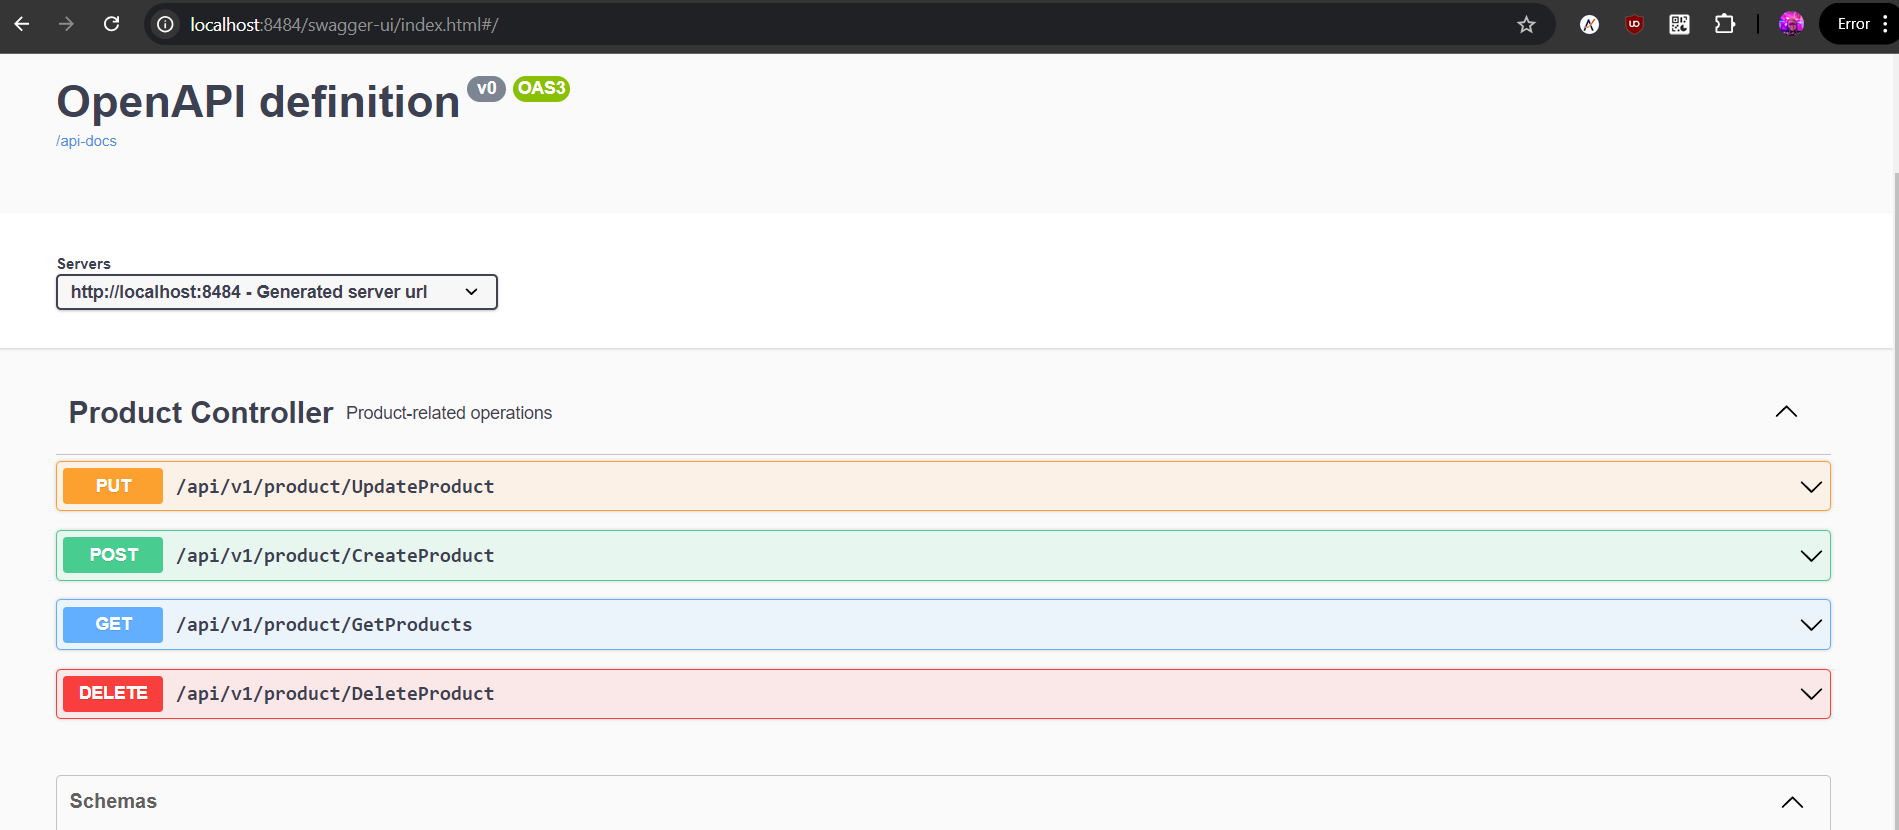 localhost:8484/swagger-ui/index.html#/
Error
OpenAPI definition v0 OAS3
/api-docs
Servers
http://localhost:8484 - Generated server url
Product Controller Product-related operations
PUT /api/v1/product/UpdateProduct
POST /api/v1/product/CreateProduct
GET /api/v1/product/GetProducts
DELETE /api/v1/product/DeleteProduct
Schemas